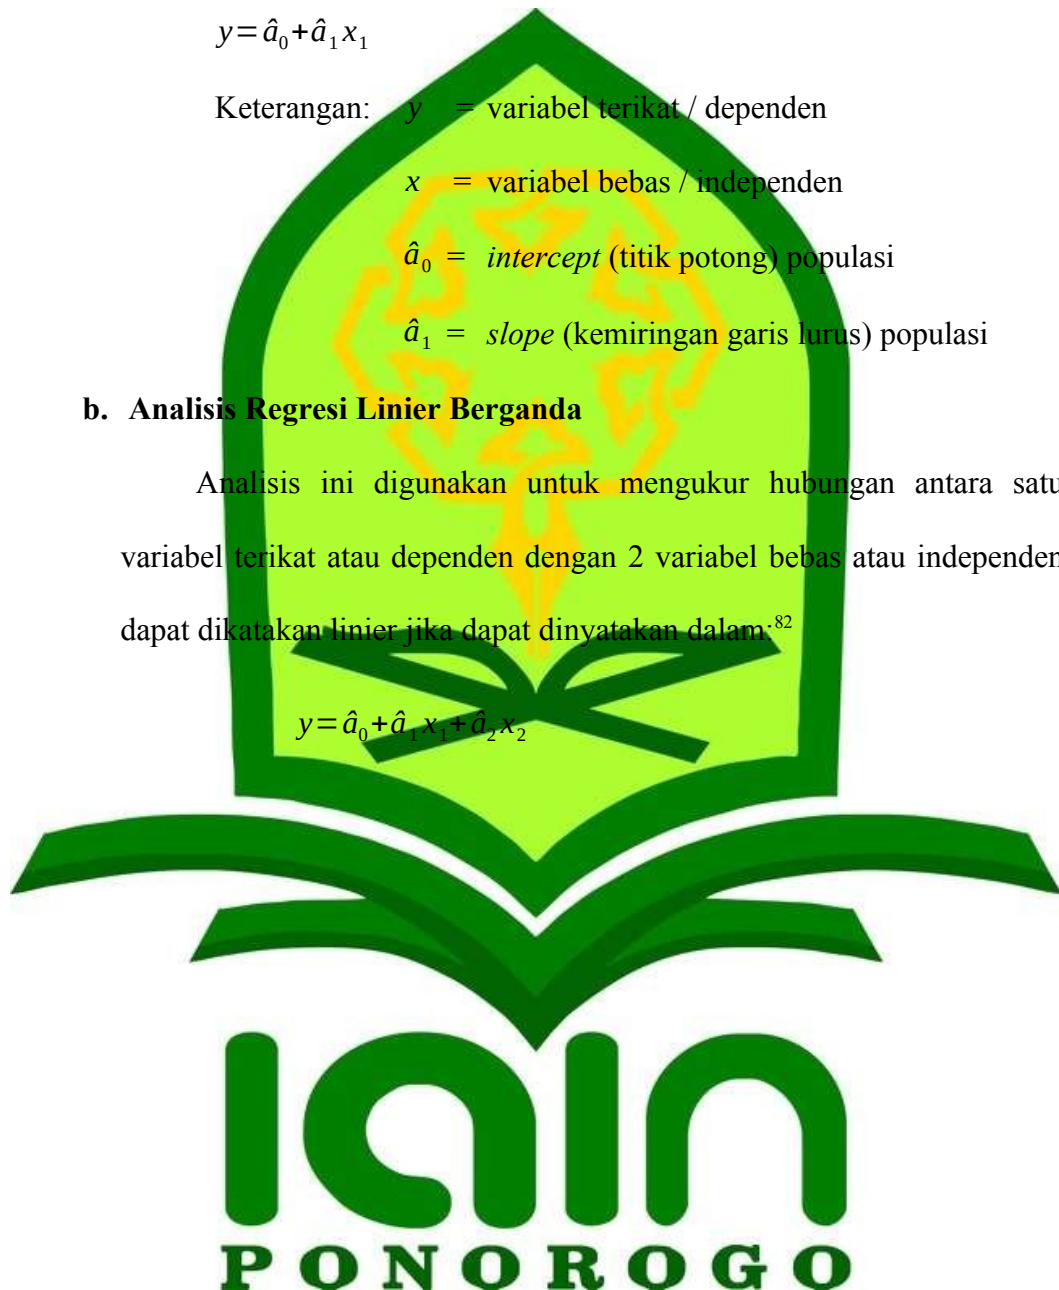 y=â₀+â₁x₁
Keterangan: y = variabel terikat / dependen
x = variabel bebas / independen
â₀ = intercept (titik potong) populasi
â₁ = slope (kemiringan garis lurus) populasi
b. Analisis Regresi Linier Berganda
Analisis ini digunakan untuk mengukur hubungan antara satu
variabel terikat atau dependen dengan 2 variabel bebas atau independen
dapat dikatakan linier jika dapat dinyatakan dalam:⁸²
y=â₀+â₁x₁+â₂x₂
IAIN
PONOROGO